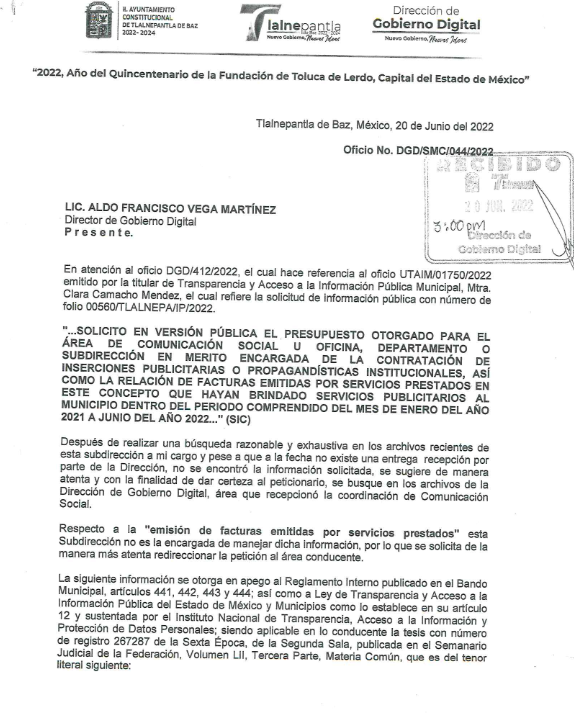 H. AYUNTAMIENTO
CONSTITUCIONAL
DE TLALNEPANTLA DE BAZ
2022-2024
Tlalnepantla
Nuevo Gobierno, Nuevas Ideas
Dirección de
Gobierno Digital
Nuevo Gobierno, Nuevas Ideas
"2022, Año del Quincentenario de la Fundación de Toluca de Lerdo, Capital del Estado de México"
Tlalnepantla de Baz, México, 20 de Junio del 2022
Oficio No. DGD/SMC/044/2022
RECIBIDO
20 JUN. 2022
3:00 pm
Dirección de
Gobierno Digital
LIC. ALDO FRANCISCO VEGA MARTÍNEZ
Director de Gobierno Digital
P r e s e n t e.
En atención al oficio DGD/412/2022, el cual hace referencia al oficio UTAIM/01750/2022
emitido por la titular de Transparencia y Acceso a la Información Pública Municipal, Mtra.
Clara Camacho Mendez, el cual refiere la solicitud de información pública con número de
folio 00560/TLALNEPA/IP/2022.
"...SOLICITO EN VERSIÓN PÚBLICA EL PRESUPUESTO OTORGADO PARA EL
ÁREA DE COMUNICACIÓN SOCIAL U OFICINA, DEPARTAMENTO O
SUBDIRECCIÓN EN MERITO ENCARGADA DE LA CONTRATACIÓN DE
INSERCIONES PUBLICITARIAS O PROPAGANDÍSTICAS INSTITUCIONALES, ASÍ
COMO LA RELACIÓN DE FACTURAS EMITIDAS POR SERVICIOS PRESTADOS EN
ESTE CONCEPTO QUE HAYAN BRINDADO SERVICIOS PUBLICITARIOS AL
MUNICIPIO DENTRO DEL PERIODO COMPRENDIDO DEL MES DE ENERO DEL AÑO
2021 A JUNIO DEL AÑO 2022..." (SIC)
Después de realizar una búsqueda razonable y exhaustiva en los archivos recientes de
esta subdirección a mi cargo y pese a que a la fecha no existe una entrega recepción por
parte de la Dirección, no se encontró la información solicitada, se sugiere de manera
atenta y con la finalidad de dar certeza al peticionario, se busque en los archivos de la
Dirección de Gobierno Digital, área que recepcionó la coordinación de Comunicación
Social.
Respecto a la "emisión de facturas emitidas por servicios prestados" esta
Subdirección no es la encargada de manejar dicha información, por lo que se solicita de la
manera más atenta redireccionar la petición al área conducente.
La siguiente información se otorga en apego al Reglamento Interno publicado en el Bando
Municipal, artículos 441, 442, 443 y 444; así como a Ley de Transparencia y Acceso a la
Información Pública del Estado de México y Municipios como lo establece en su artículo
12 y sustentada por el Instituto Nacional de Transparencia, Acceso a la Información y
Protección de Datos Personales; siendo aplicable en lo conducente la tesis con número
de registro 267287 de la Sexta Época, de la Segunda Sala, publicada en el Semanario
Judicial de la Federación, Volumen LII, Tercera Parte, Materia Común, que es del tenor
literal siguiente: